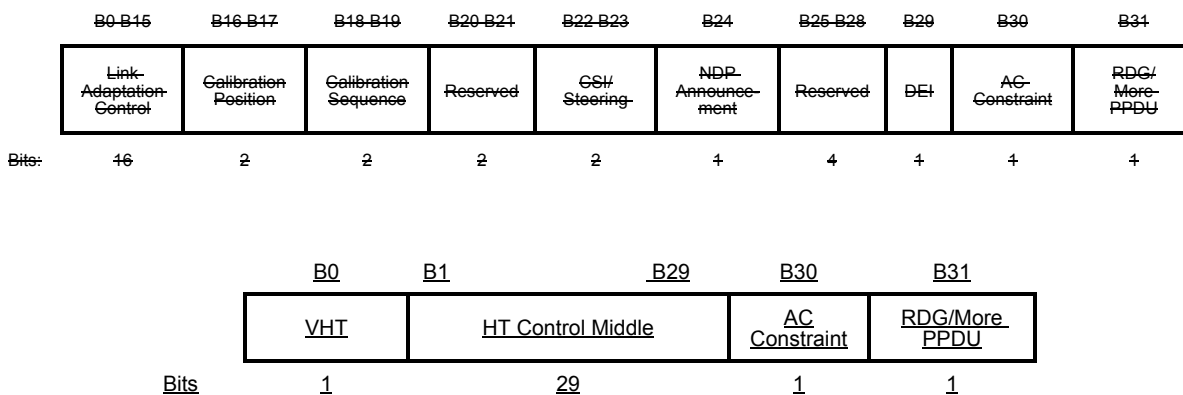 B0 B15 B16 B17 B18 B19 B20 B21 B22 B23 B24 B25 B28 B29 B30 B31
Link Adaptation Control
Calibration Position
Calibration Sequence
Reserved
CSI/ Steering
NDP Announce- ment
Reserved
DEI
AC Constraint
RDG/ More PPDU
Bits: 16 2 2 2 2 1 4 1 1 1
B0 B1 B29 B30 B31
VHT
HT Control Middle
AC Constraint
RDG/More PPDU
Bits 1 29 1 1